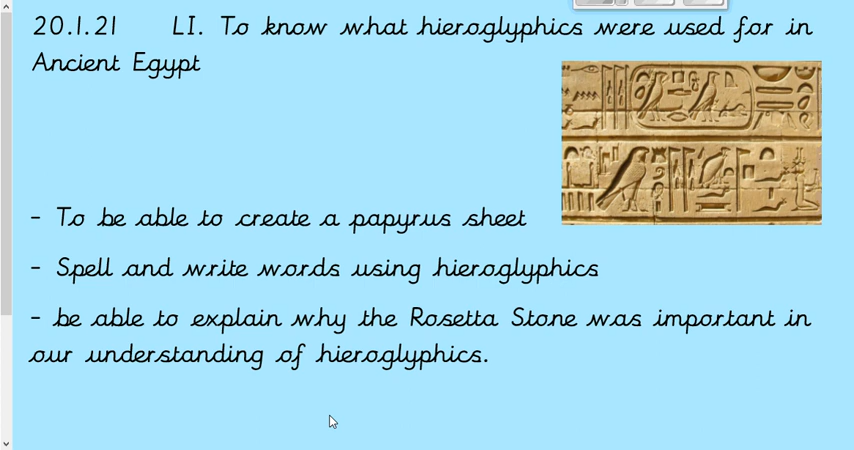 20.1.21 LI. To know what hieroglyphics were used for in
Ancient Egypt
- To be able to create a papyrus sheet
- Spell and write words using hieroglyphics
- be able to explain why the Rosetta Stone was important in
our understanding of hieroglyphics.